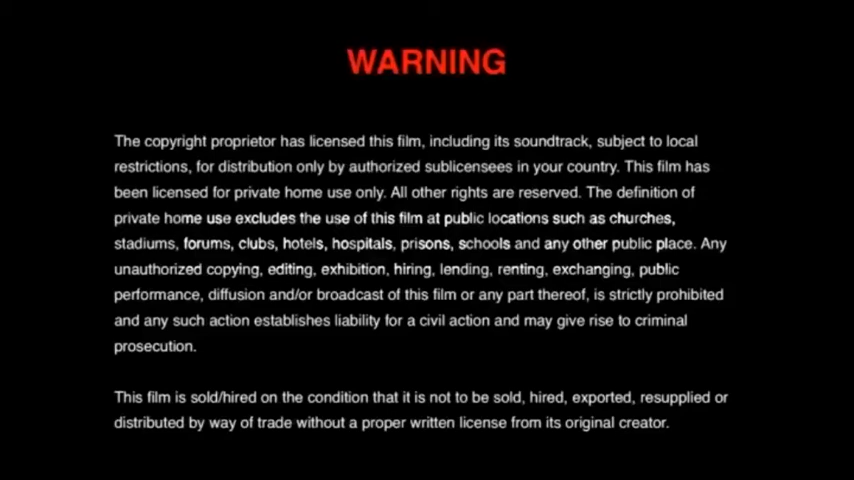 WARNING
The copyright proprietor has licensed this film, including its soundtrack, subject to local
restrictions, for distribution only by authorized sublicensees in your country. This film has
been licensed for private home use only. All other rights are reserved. The definition of
private home use excludes the use of this film at public locations such as churches,
stadiums, forums, clubs, hotels, hospitals, prisons, schools and any other public place. Any
unauthorized copying, editing, exhibition, hiring, lending, renting, exchanging, public
performance, diffusion and/or broadcast of this film or any part thereof, is strictly prohibited
and any such action establishes liability for a civil action and may give rise to criminal
prosecution.
This film is sold/hired on the condition that it is not to be sold, hired, exported, resupplied or
distributed by way of trade without a proper written license from its original creator.